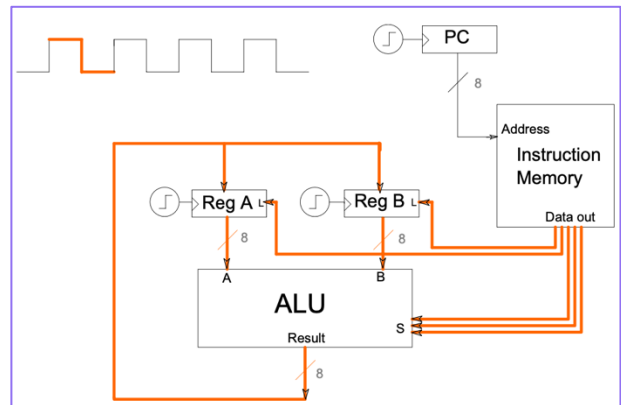 PC
8
Address
Instruction
Memory
Data out
Reg A L
Reg B L
8
8
A
B
ALU
S
Result
8